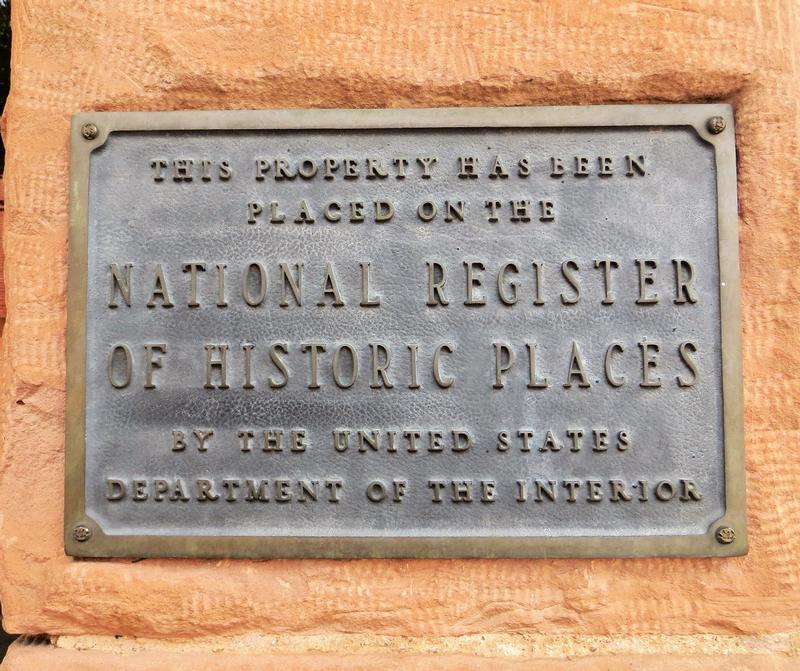 THIS PROPERTY HAS BEEN
PLACED ON THE
NATIONAL REGISTER
OF HISTORIC PLACES
BY THE UNITED STATES
DEPARTMENT OF THE INTERIOR